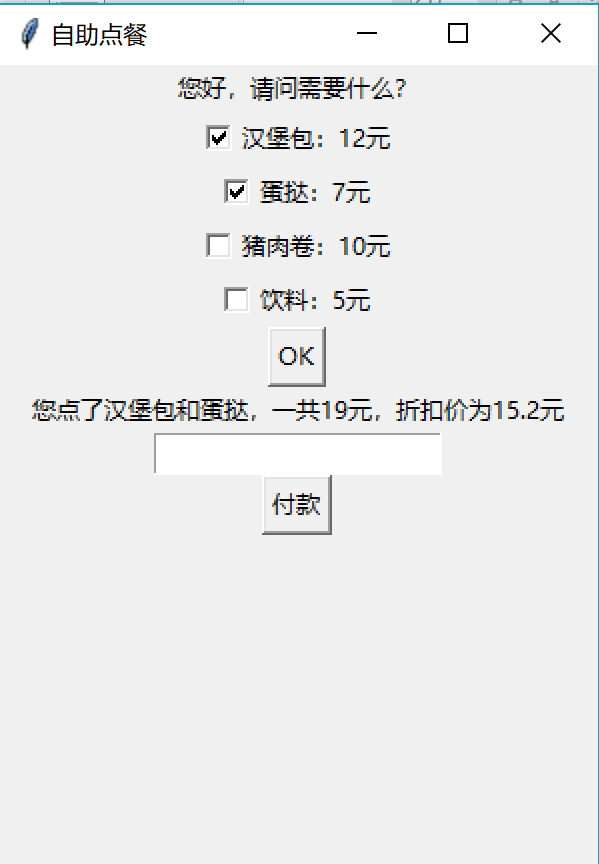 自助点餐
您好，请问需要什么？
汉堡包：12元
蛋挞：7元
猪肉卷：10元
饮料：5元
OK
您点了汉堡包和蛋挞，一共19元，折扣价为15.2元
付款